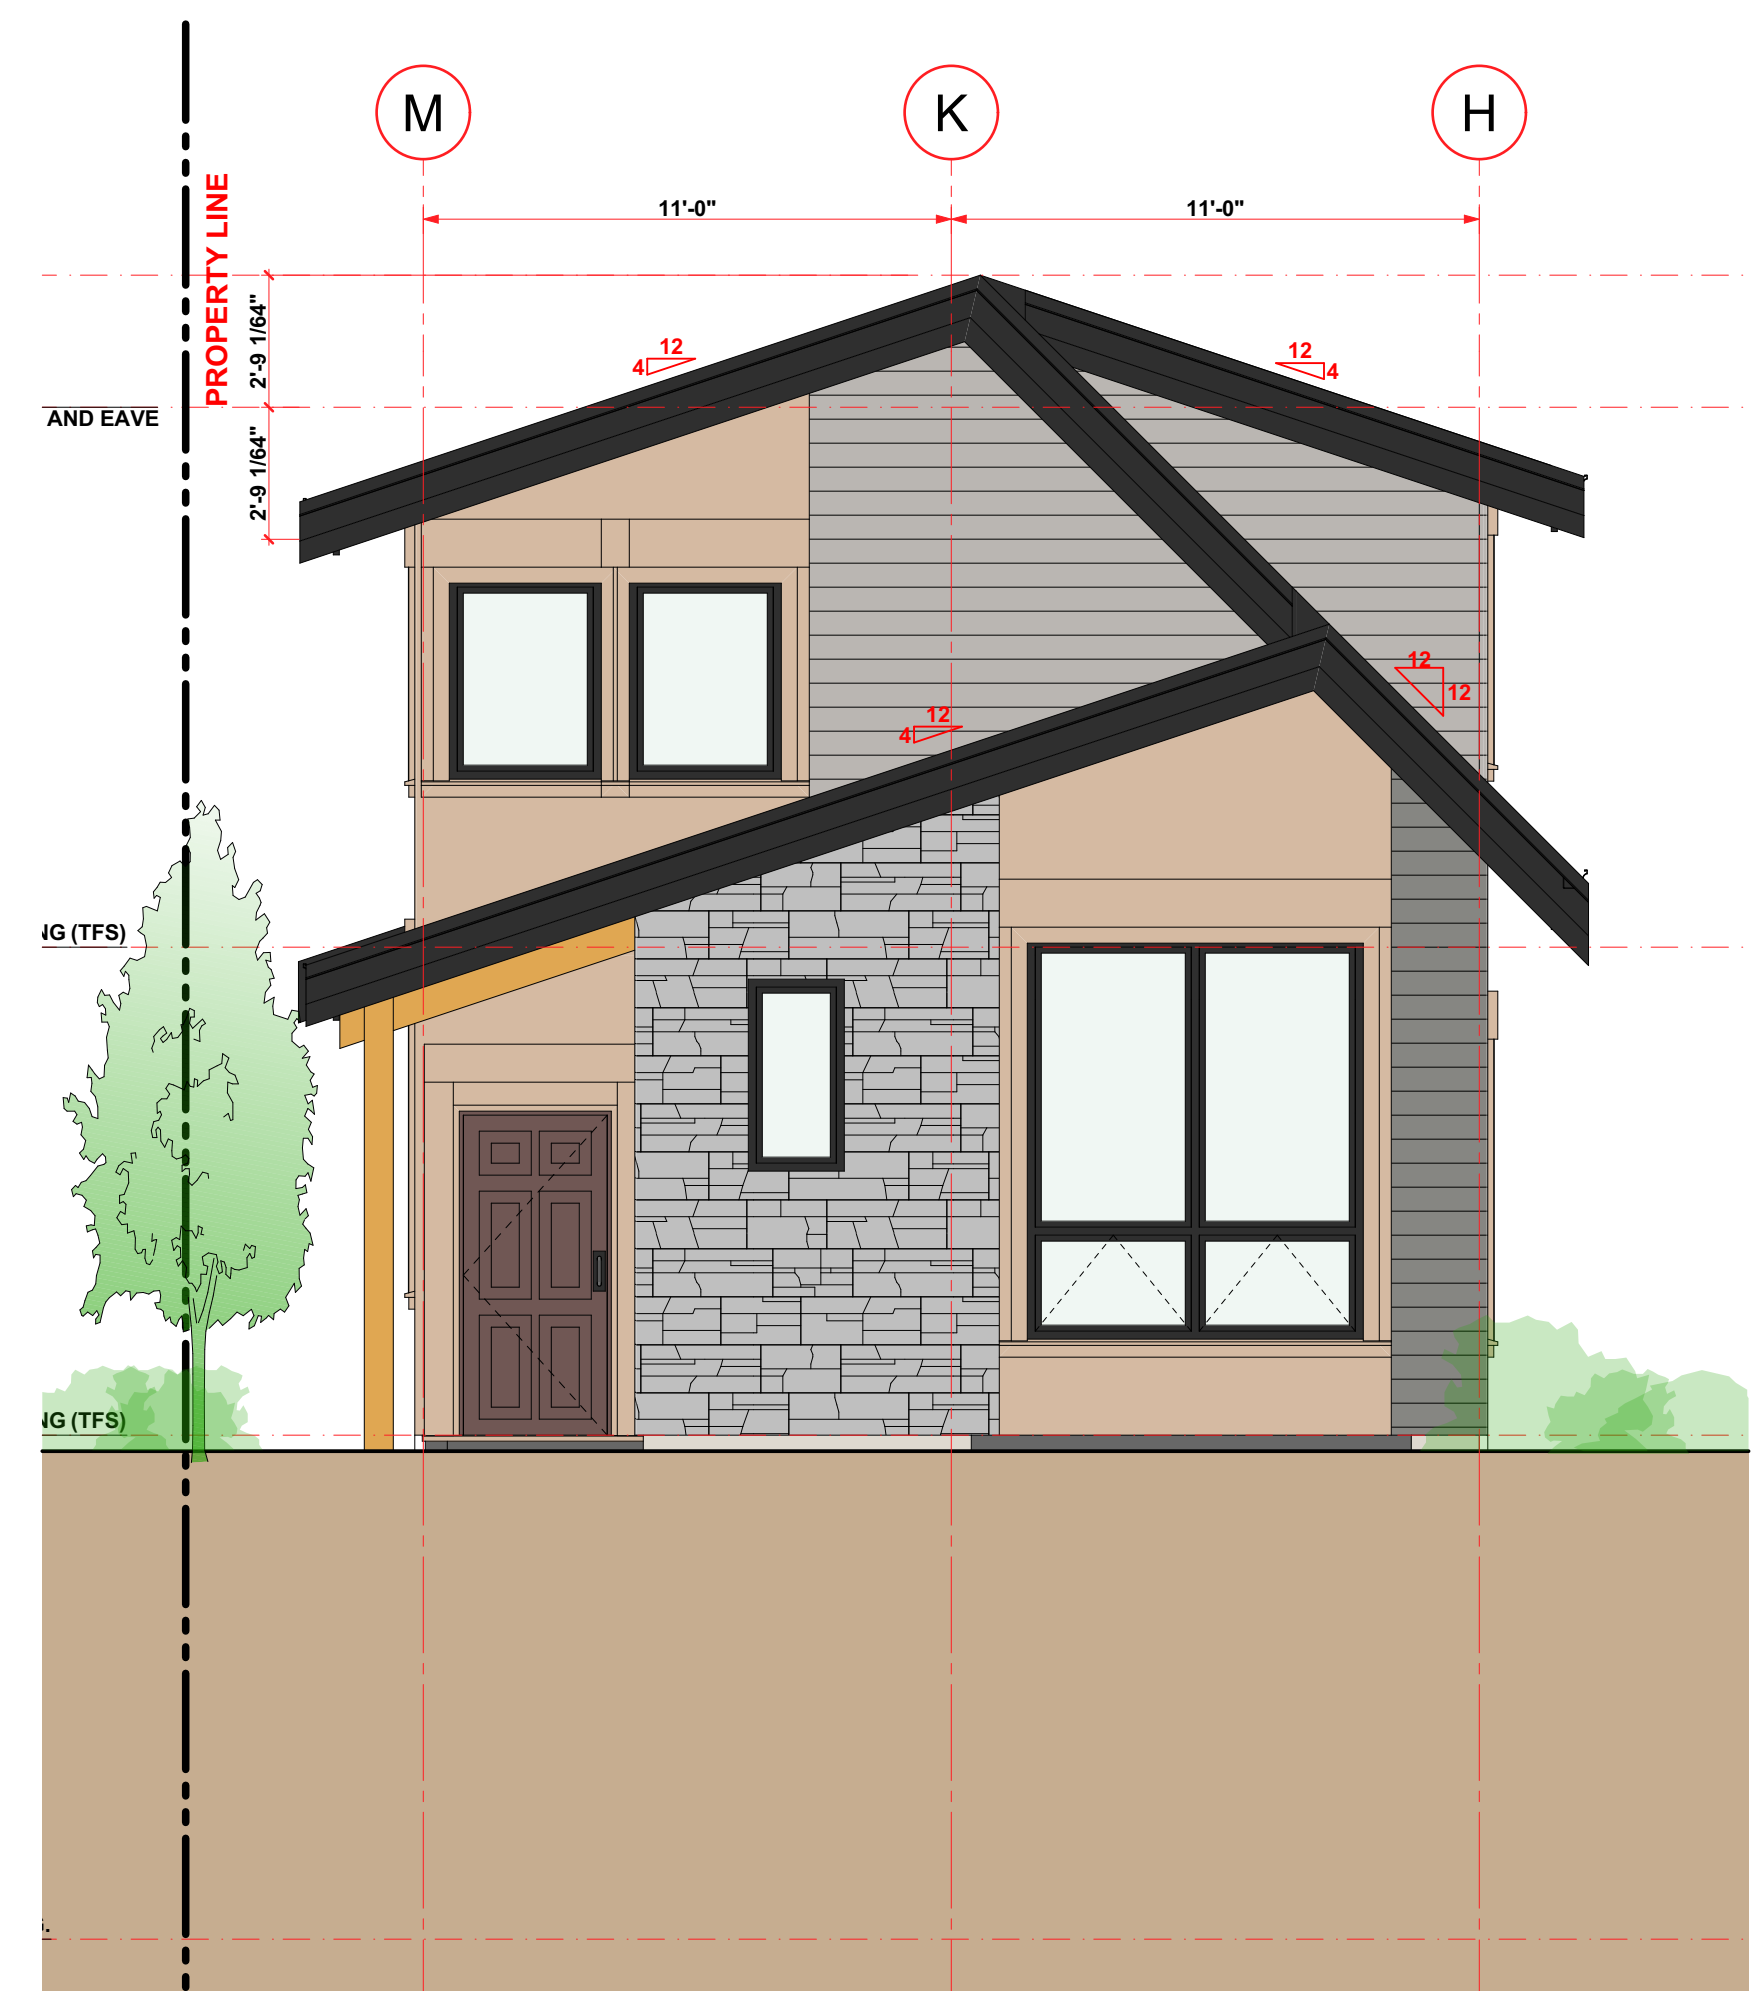 M
K
H
11'-0"
11'-0"
PROPERTY LINE
2'-9 1/64"
12
4
12
4
AND EAVE
2'-9 1/64"
12
12
12
4
NG (TFS)
NG (TFS)